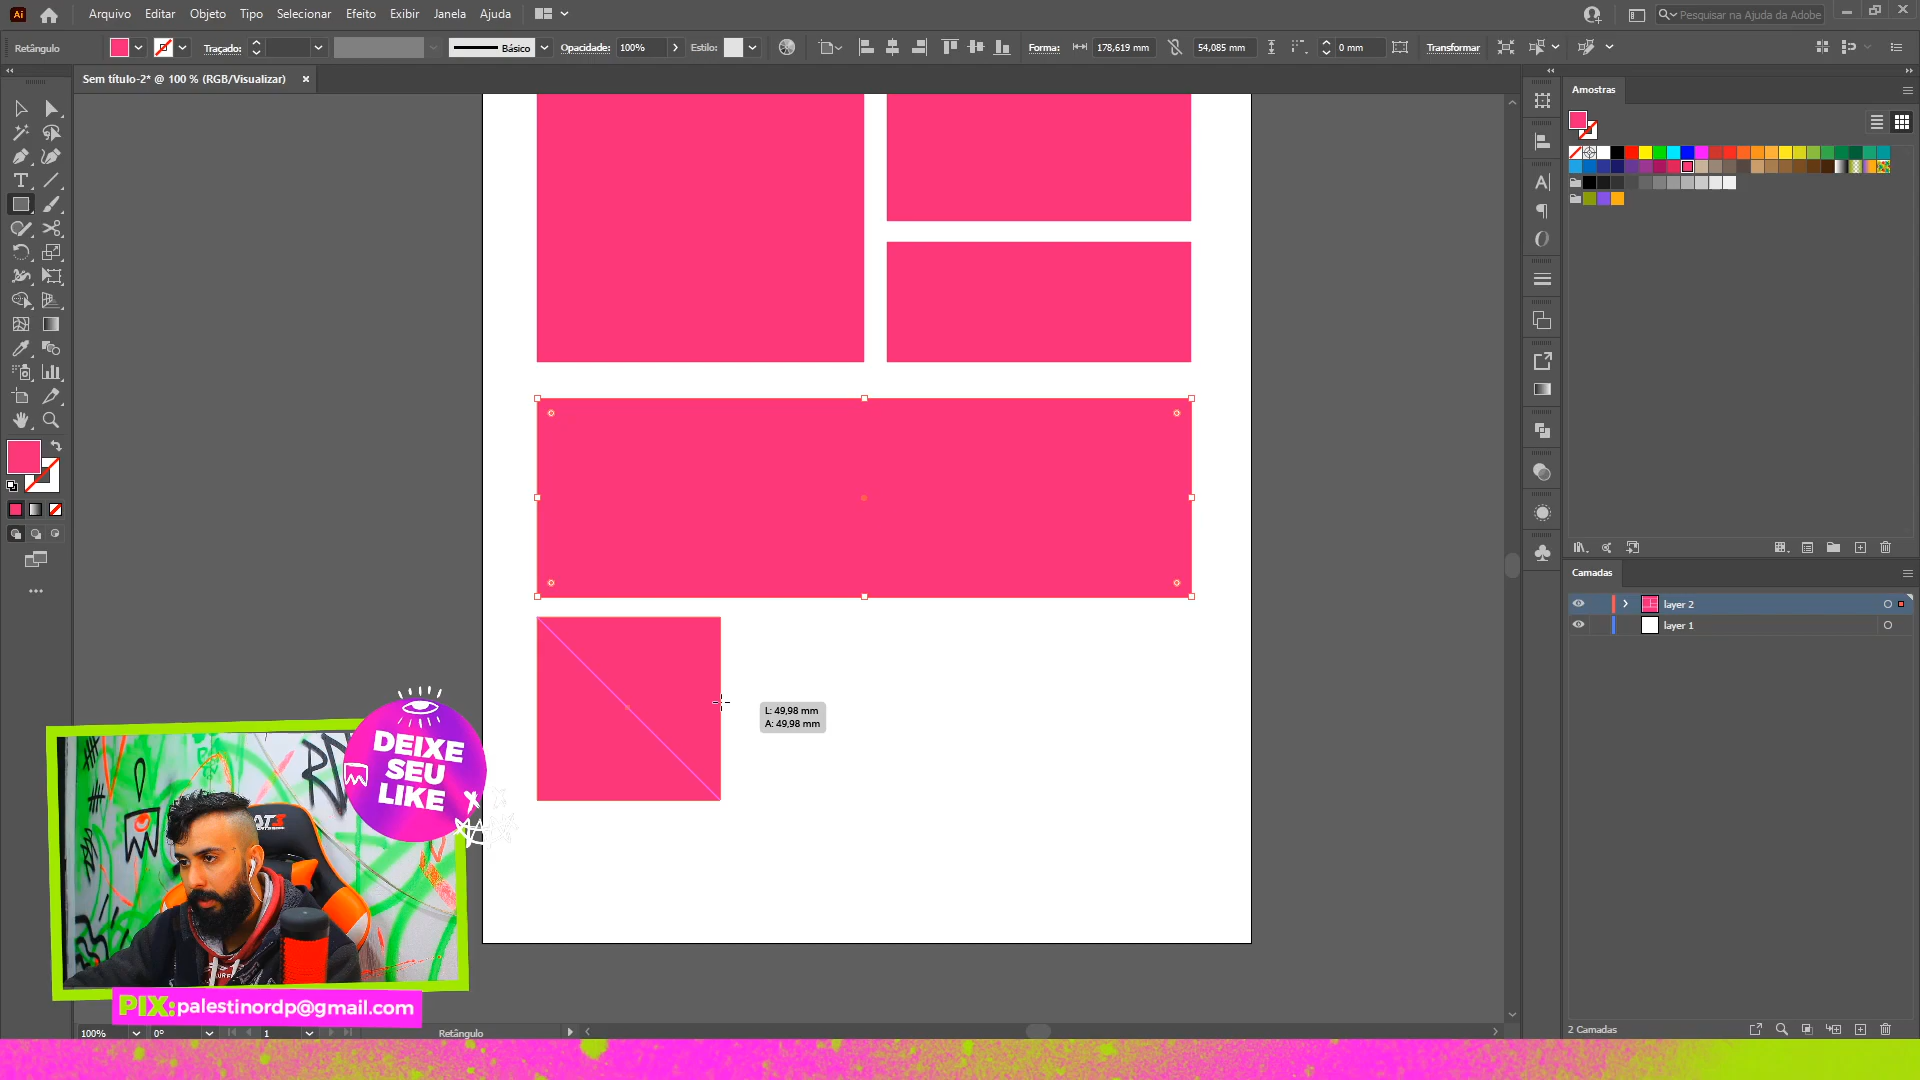 Ai Arquivo Editar Objeto Tipo Selecionar Efeito Exibir Janela Ajuda Pesquisar na Ajuda da Adobe
Retângulo Traçado: Básico Opacidade: 100% Estilo: Forma: 178,619 mm 54,085 mm 0 mm Transformar
Sem título-2* @ 100 % (RGB/Visualizar)
Amostras
L: 49,98 mm
A: 49,98 mm
Camadas
layer 2
layer 1
DEIXE
SEU
LIKE
PIX:palestinordp@gmail.com
100% 0° 1 Retângulo
2 Camadas